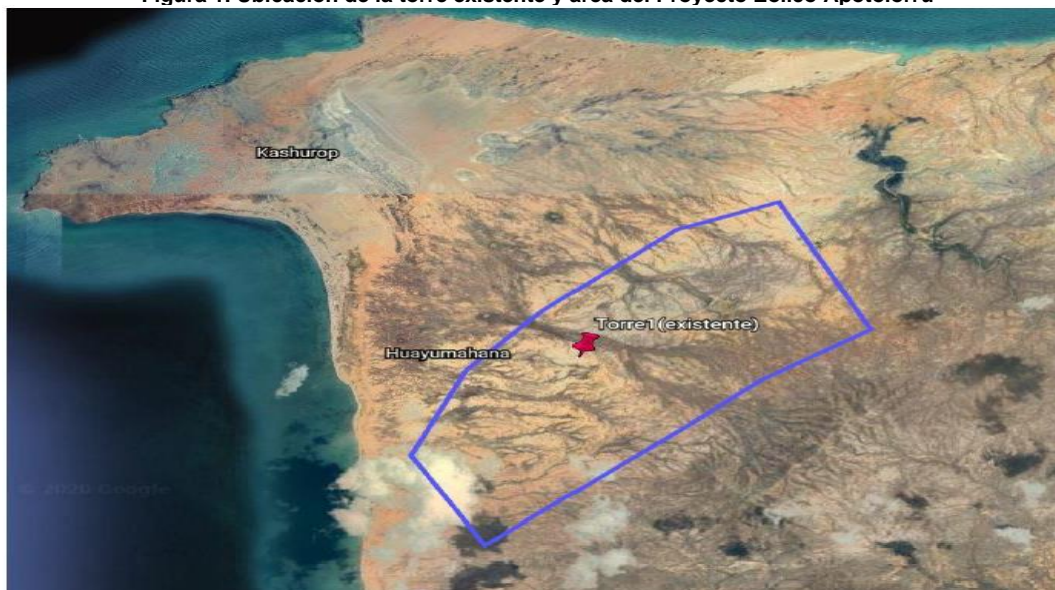 Figura 1. Ubicación de la torre existente y área del Proyecto Eólico Apotolorru
Kashurop
Torre1(existente)
Huayumahana
© 2020 Google